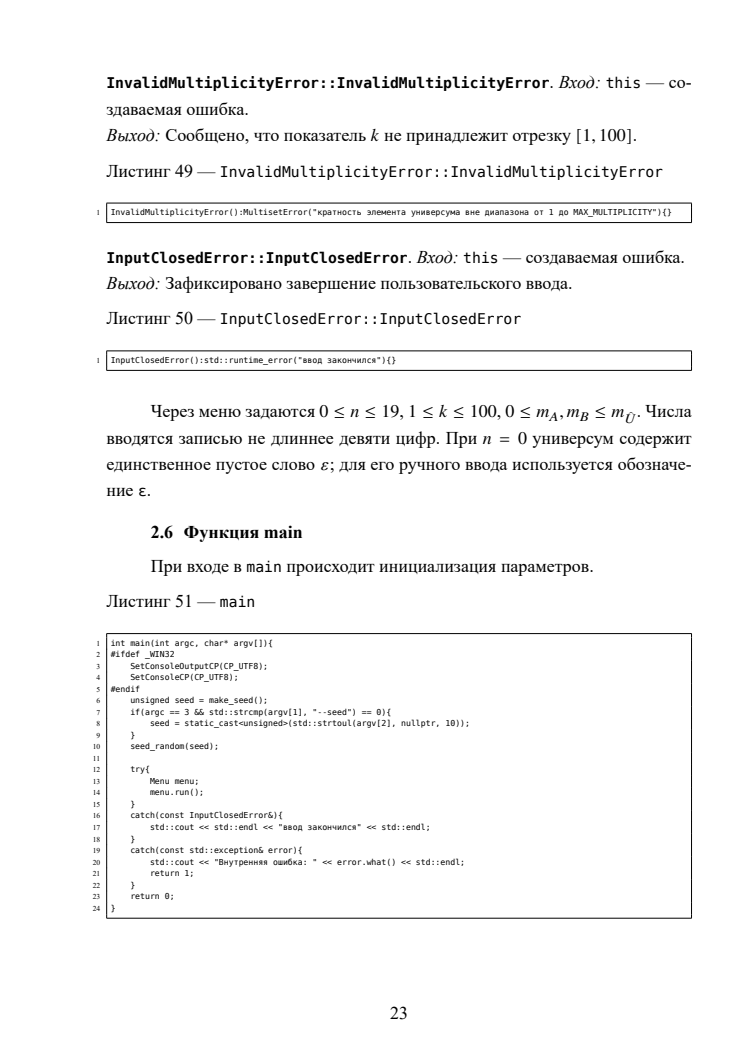 InvalidMultiplicityError::InvalidMultiplicityError. Вход: this — со-
здаваемая ошибка.
Выход: Сообщено, что показатель k не принадлежит отрезку [1, 100].
Листинг 49 — InvalidMultiplicityError::InvalidMultiplicityError
1 InvalidMultiplicityError():MultisetError("кратность элемента универсума вне диапазона от 1 до MAX_MULTIPLICITY"){}
InputClosedError::InputClosedError. Вход: this — создаваемая ошибка.
Выход: Зафиксировано завершение пользовательского ввода.
Листинг 50 — InputClosedError::InputClosedError
1 InputClosedError():std::runtime_error("ввод закончился"){}
Через меню задаются 0 ≤ n ≤ 19, 1 ≤ k ≤ 100, 0 ≤ m_A, m_B ≤ m_Û. Числа
вводятся записью не длиннее девяти цифр. При n = 0 универсум содержит
единственное пустое слово ε; для его ручного ввода используется обозначе-
ние ε.
2.6 Функция main
При входе в main происходит инициализация параметров.
Листинг 51 — main
1 int main(int argc, char* argv[]){
2 #ifdef _WIN32
3     SetConsoleOutputCP(CP_UTF8);
4     SetConsoleCP(CP_UTF8);
5 #endif
6     unsigned seed = make_seed();
7     if(argc == 3 && std::strcmp(argv[1], "--seed") == 0){
8         seed = static_cast<unsigned>(std::strtoul(argv[2], nullptr, 10));
9     }
10     seed_random(seed);
11
12     try{
13         Menu menu;
14         menu.run();
15     }
16     catch(const InputClosedError&){
17         std::cout << std::endl << "ввод закончился" << std::endl;
18     }
19     catch(const std::exception& error){
20         std::cout << "Внутренняя ошибка: " << error.what() << std::endl;
21         return 1;
22     }
23     return 0;
24 }
23